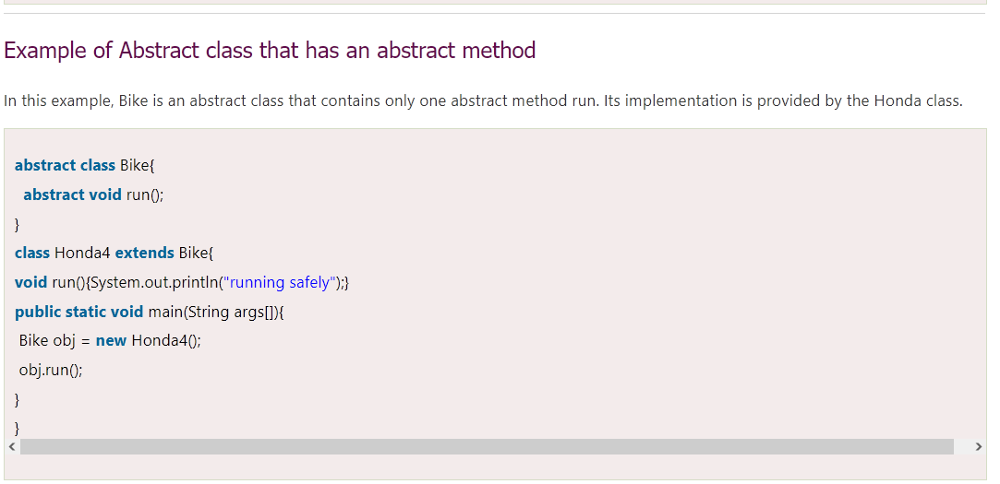 Example of Abstract class that has an abstract method
In this example, Bike is an abstract class that contains only one abstract method run. Its implementation is provided by the Honda class.
abstract class Bike{
  abstract void run();
}
class Honda4 extends Bike{
void run(){System.out.println("running safely");}
public static void main(String args[]){
 Bike obj = new Honda4();
 obj.run();
}
}